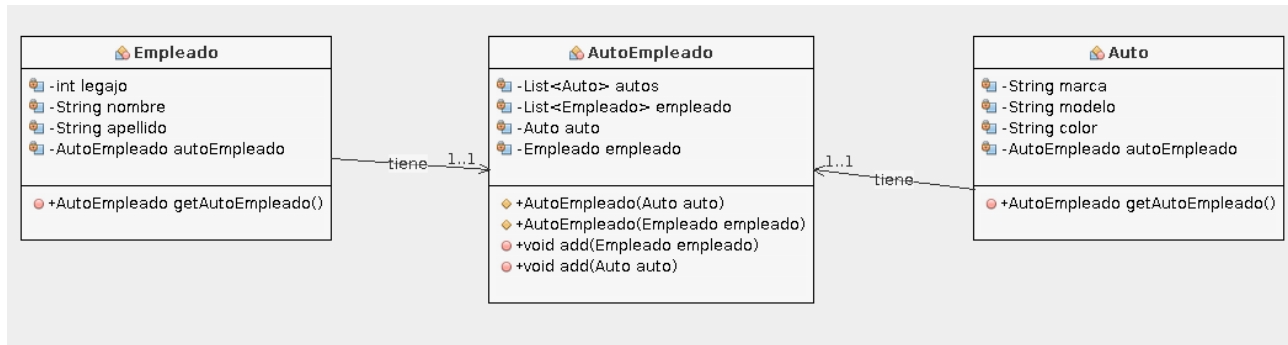 Empleado
-int legajo
-String nombre
-String apellido
-AutoEmpleado autoEmpleado
+AutoEmpleado getAutoEmpleado()
tiene
1..1
AutoEmpleado
-List<Auto> autos
-List<Empleado> empleado
-Auto auto
-Empleado empleado
+AutoEmpleado(Auto auto)
+AutoEmpleado(Empleado empleado)
+void add(Empleado empleado)
+void add(Auto auto)
1..1
tiene
Auto
-String marca
-String modelo
-String color
-AutoEmpleado autoEmpleado
+AutoEmpleado getAutoEmpleado()